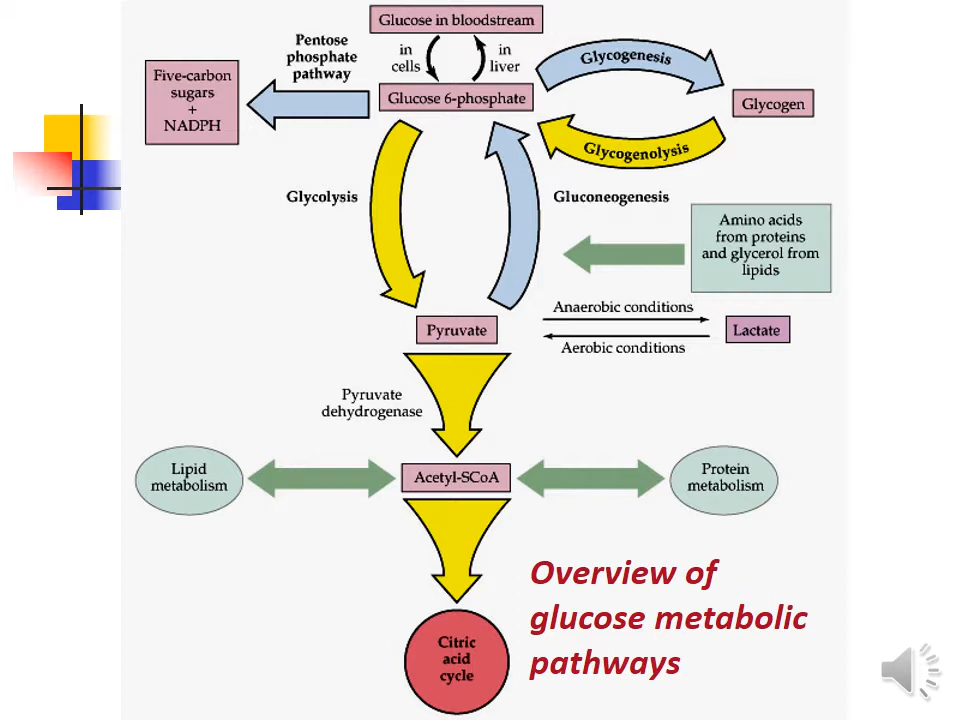 Glucose in bloodstream
in
cells
in
liver
Pentose
phosphate
pathway
Glycogenesis
Five-carbon
sugars
+
NADPH
Glucose 6-phosphate
Glycogen
Glycogenolysis
Glycolysis
Gluconeogenesis
Amino acids
from proteins
and glycerol from
lipids
Anaerobic conditions
Pyruvate
Lactate
Aerobic conditions
Pyruvate
dehydrogenase
Lipid
metabolism
Acetyl-SCoA
Protein
metabolism
Overview of
glucose metabolic
pathways
Citric
acid
cycle